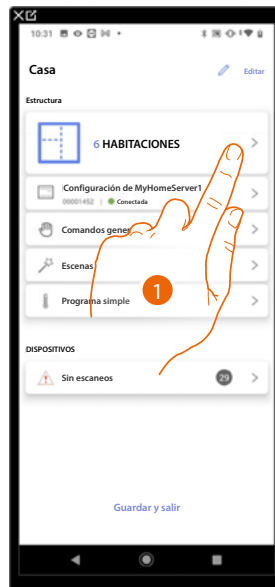 10:31
Casa
Editar
Estructura
6 HABITACIONES
Configuración de MyHomeServer1
00001452 | Conectada
Comandos gener
Escenas
Programa simple
1
DISPOSITIVOS
Sin escaneos
29
Guardar y salir